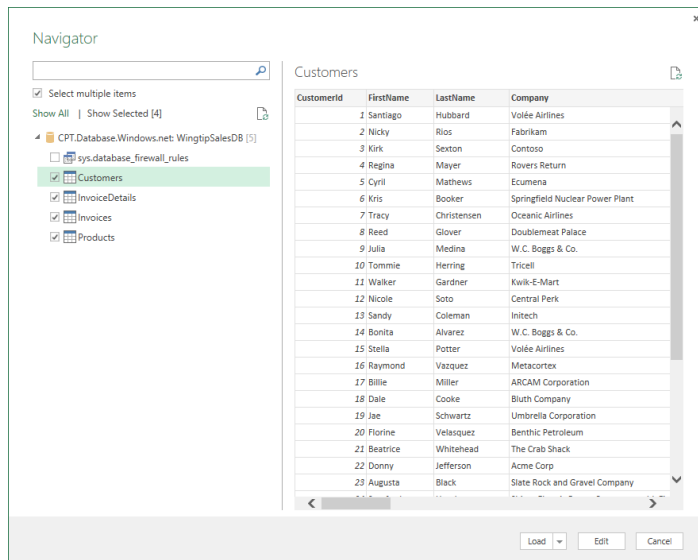 ×
Navigator
Select multiple items
Show All | Show Selected [4]
CPT.Database.Windows.net: WingtipSalesDB [5]
sys.database_firewall_rules
Customers
InvoiceDetails
Invoices
Products
Customers
CustomerId FirstName LastName Company
1 Santiago Hubbard Volée Airlines
2 Nicky Rios Fabrikam
3 Kirk Sexton Contoso
4 Regina Mayer Rovers Return
5 Cyril Mathews Ecumena
6 Kris Booker Springfield Nuclear Power Plant
7 Tracy Christensen Oceanic Airlines
8 Reed Glover Doublemeat Palace
9 Julia Medina W.C. Boggs & Co.
10 Tommie Herring Tricell
11 Walker Gardner Kwik-E-Mart
12 Nicole Soto Central Perk
13 Sandy Coleman Initech
14 Bonita Alvarez W.C. Boggs & Co.
15 Stella Potter Volée Airlines
16 Raymond Vazquez Metacortex
17 Billie Miller ARCAM Corporation
18 Dale Cooke Bluth Company
19 Jae Schwartz Umbrella Corporation
20 Florine Velasquez Benthic Petroleum
21 Beatrice Whitehead The Crab Shack
22 Donny Jefferson Acme Corp
23 Augusta Black Slate Rock and Gravel Company
Load Edit Cancel